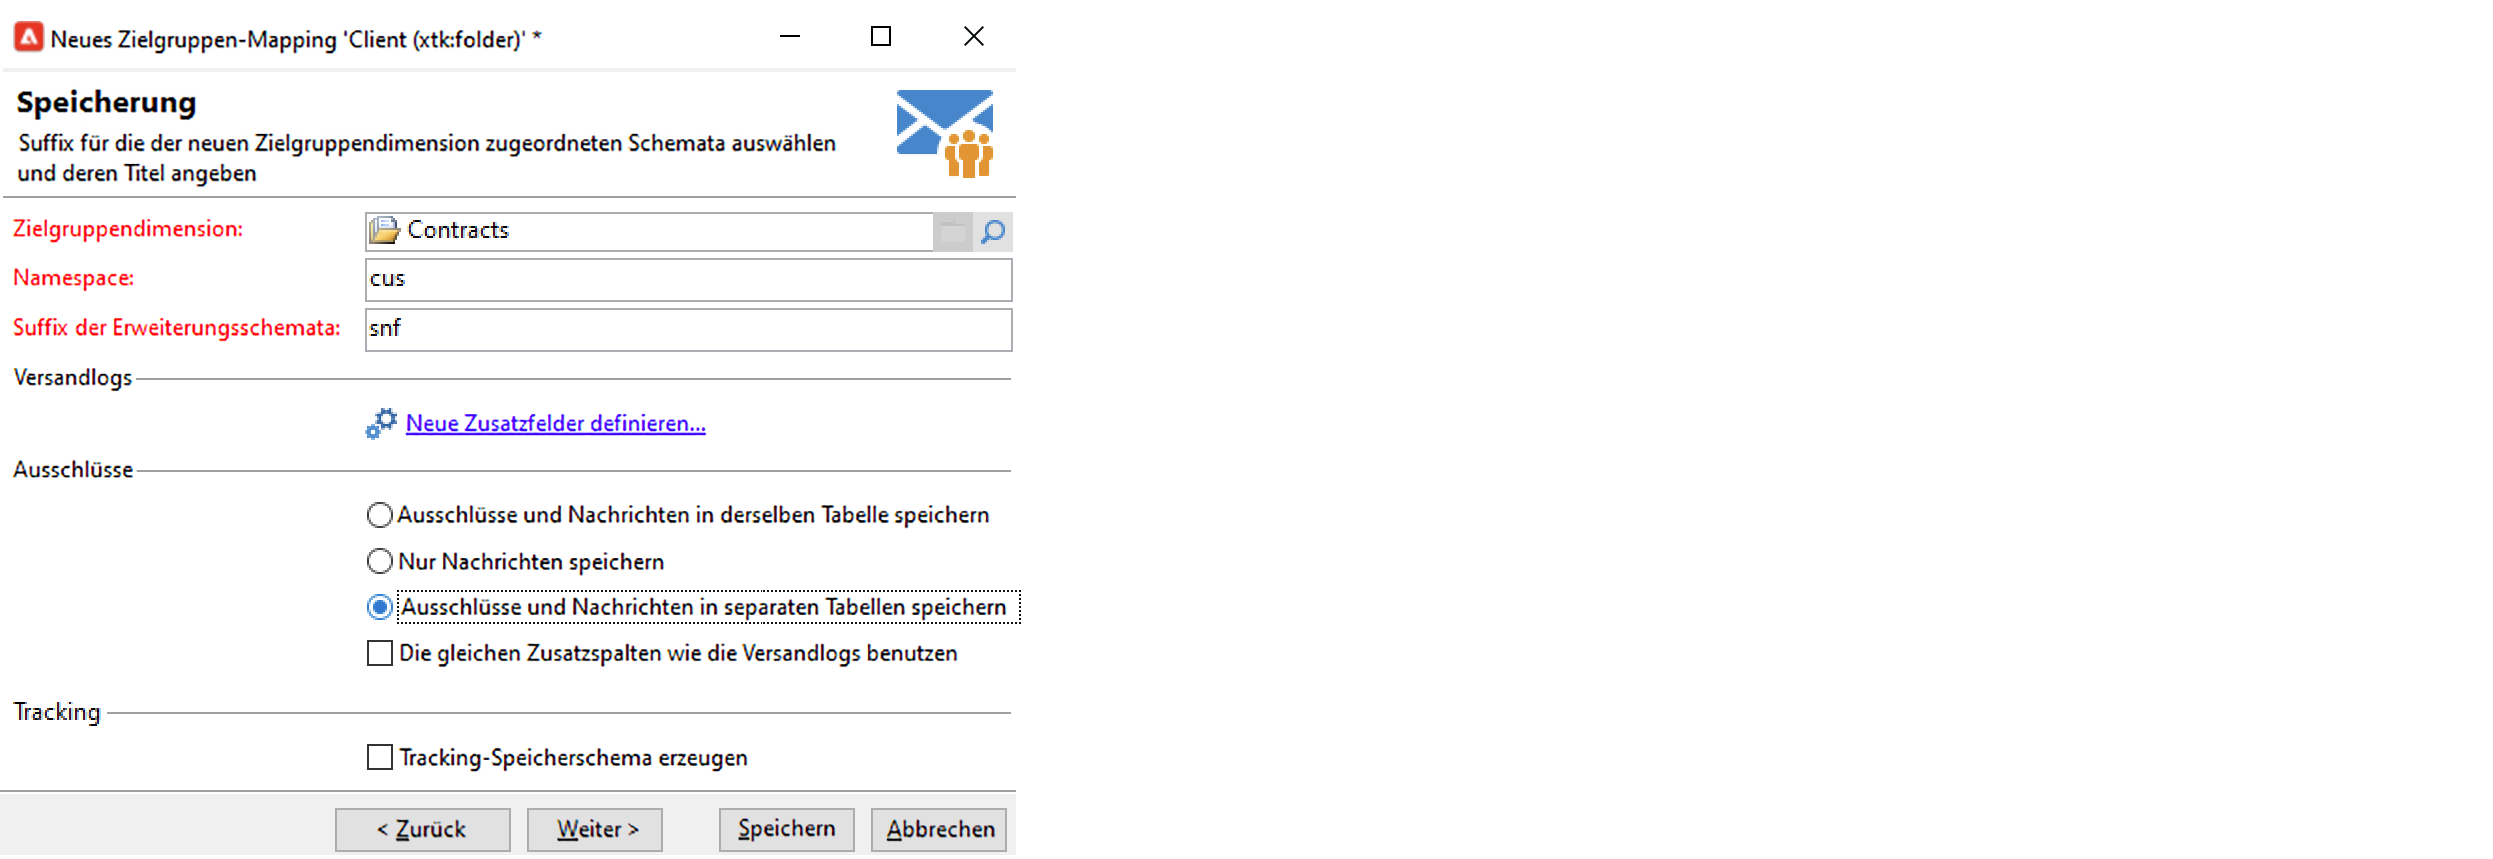 Neues Zielgruppen-Mapping 'Client (xtk:folder)' *
Speicherung
Suffix für die der neuen Zielgruppendimension zugeordneten Schemata auswählen
und deren Titel angeben
Zielgruppendimension: Contracts
Namespace: cus
Suffix der Erweiterungsschemata: snf
Versandlogs
Neue Zusatzfelder definieren...
Ausschlüsse
Ausschlüsse und Nachrichten in derselben Tabelle speichern
Nur Nachrichten speichern
Ausschlüsse und Nachrichten in separaten Tabellen speichern
Die gleichen Zusatzspalten wie die Versandlogs benutzen
Tracking
Tracking-Speicherschema erzeugen
< Zurück Weiter > Speichern Abbrechen